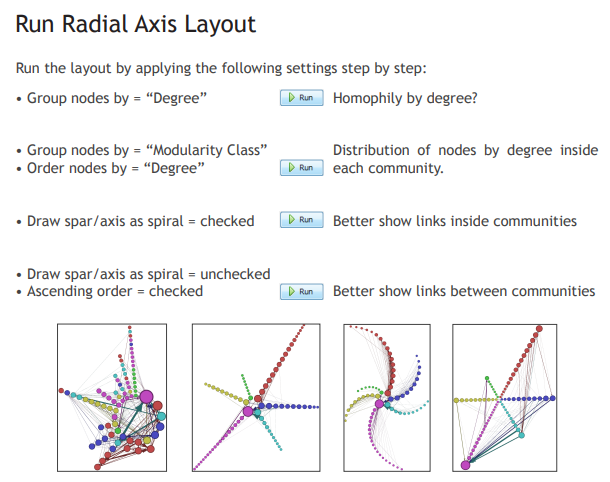 Run Radial Axis Layout
Run the layout by applying the following settings step by step:
• Group nodes by = “Degree” Run Homophily by degree?
• Group nodes by = “Modularity Class” Distribution of nodes by degree inside
• Order nodes by = “Degree” Run each community.
• Draw spar/axis as spiral = checked Run Better show links inside communities
• Draw spar/axis as spiral = unchecked
• Ascending order = checked Run Better show links between communities